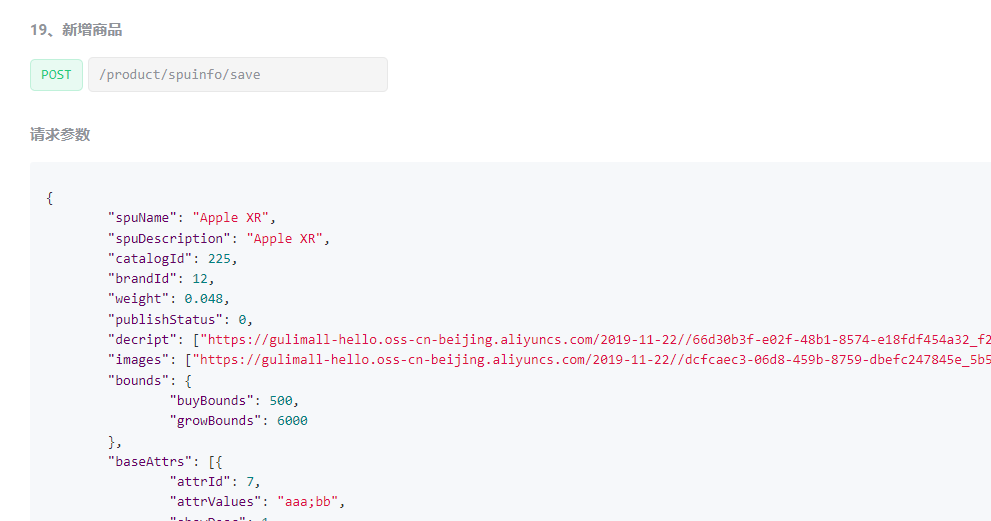 19、新增商品
POST /product/spuinfo/save
请求参数
{
"spuName": "Apple XR",
"spuDescription": "Apple XR",
"catalogId": 225,
"brandId": 12,
"weight": 0.048,
"publishStatus": 0,
"decript": ["https://gulimall-hello.oss-cn-beijing.aliyuncs.com/2019-11-22//66d30b3f-e02f-48b1-8574-e18fdf454a32_f2
"images": ["https://gulimall-hello.oss-cn-beijing.aliyuncs.com/2019-11-22//dcfcaec3-06d8-459b-8759-dbefc247845e_5b5
"bounds": {
"buyBounds": 500,
"growBounds": 6000
},
"baseAttrs": [{
"attrId": 7,
"attrValues": "aaa;bb",